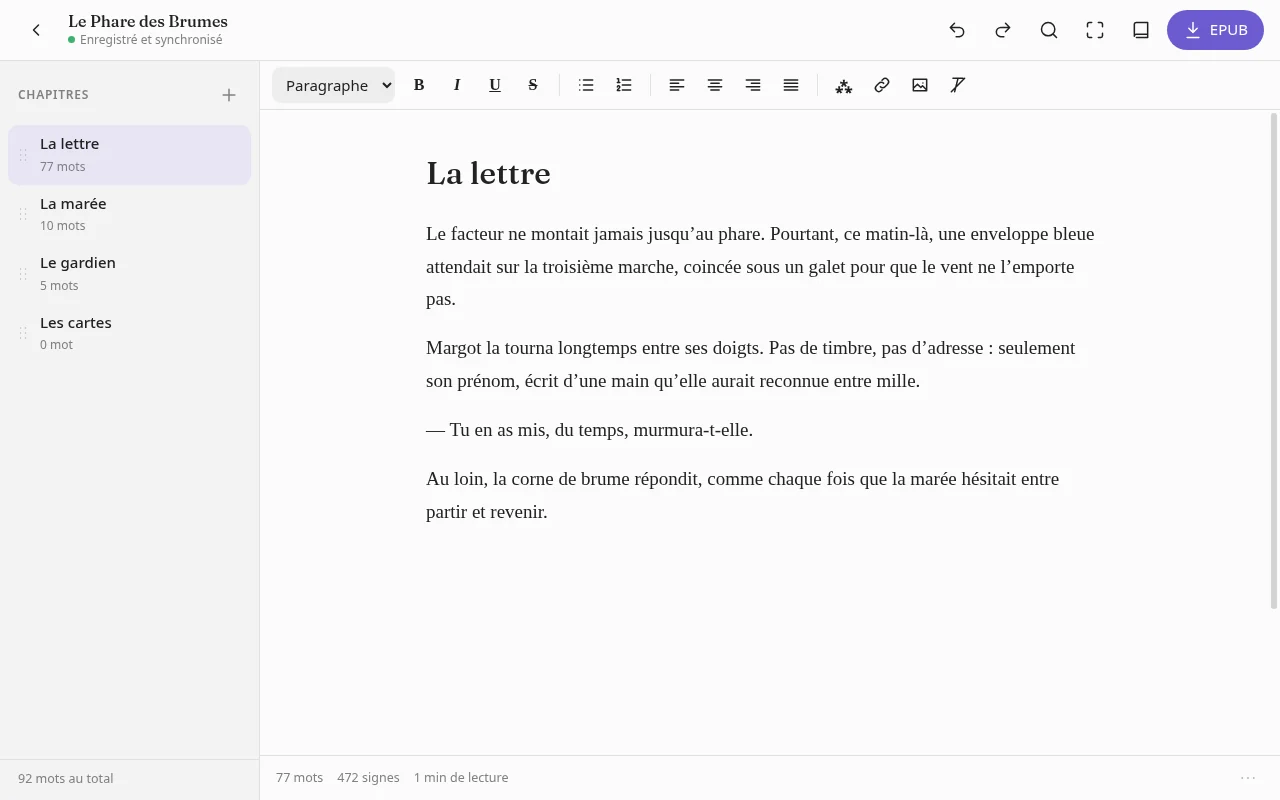 Le Phare des Brumes
Enregistré et synchronisé
EPUB
CHAPITRES
La lettre
77 mots
La marée
10 mots
Le gardien
5 mots
Les cartes
0 mot
92 mots au total
Paragraphe
B I U S
La lettre
Le facteur ne montait jamais jusqu’au phare. Pourtant, ce matin-là, une enveloppe bleue
attendait sur la troisième marche, coincée sous un galet pour que le vent ne l’emporte
pas.
Margot la tourna longtemps entre ses doigts. Pas de timbre, pas d’adresse : seulement
son prénom, écrit d’une main qu’elle aurait reconnue entre mille.
— Tu en as mis, du temps, murmura-t-elle.
Au loin, la corne de brume répondit, comme chaque fois que la marée hésitait entre
partir et revenir.
77 mots 472 signes 1 min de lecture